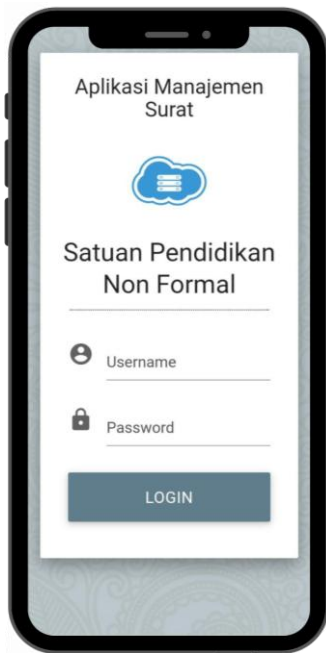 Aplikasi Manajemen
Surat
Satuan Pendidikan
Non Formal
Username
Password
LOGIN